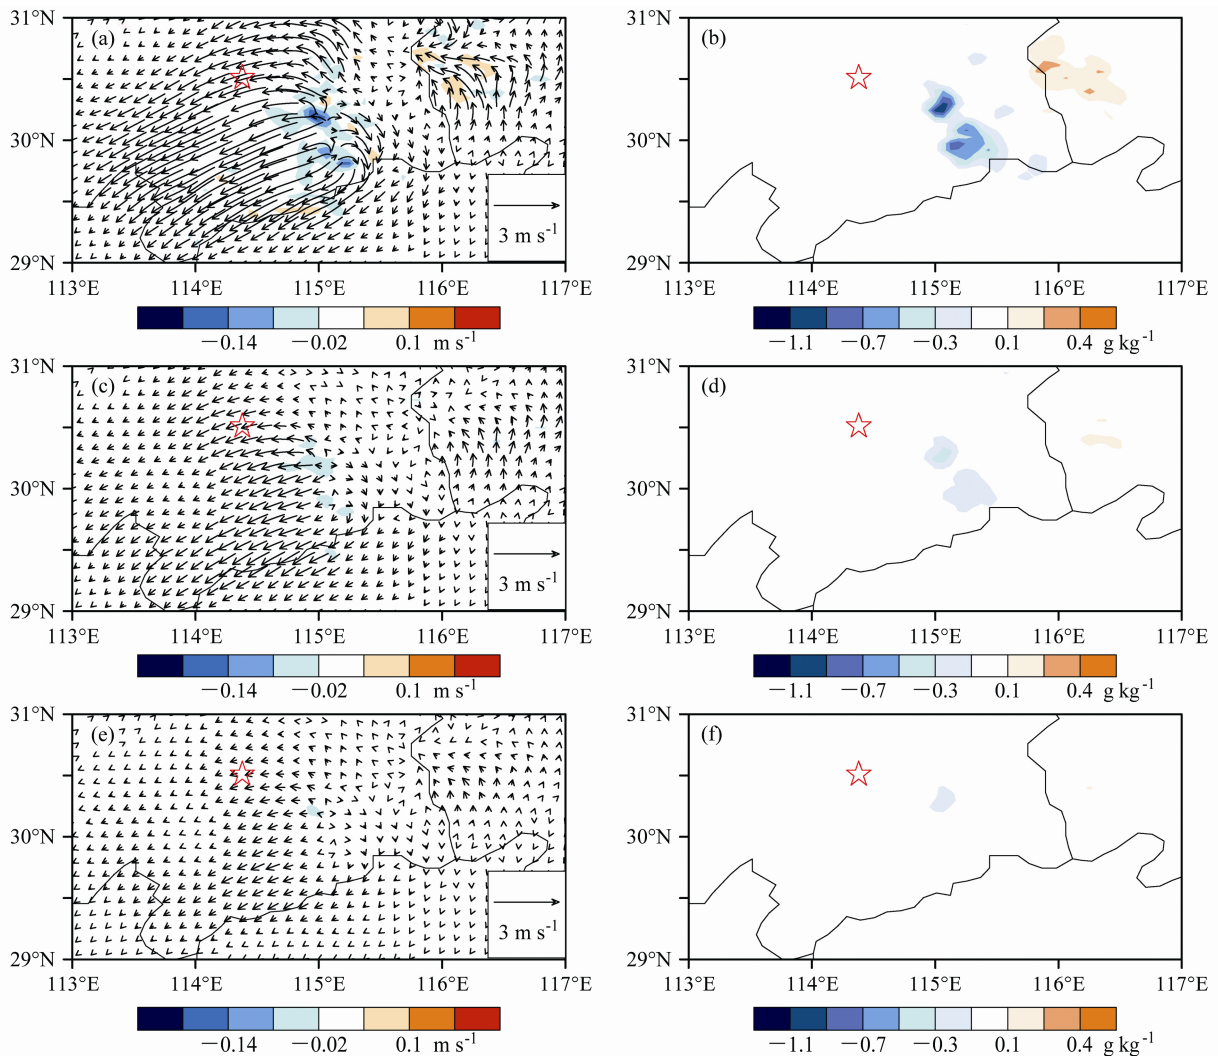 31°N 31°N
(a) (b)
30°N 30°N
3 m s-1
29°N 29°N
113°E 114°E 115°E 116°E 117°E 113°E 114°E 115°E 116°E 117°E
−0.14 −0.02 0.1 m s-1 −1.1 −0.7 −0.3 0.1 0.4 g kg-1
31°N 31°N
(c) (d)
30°N 30°N
3 m s-1
29°N 29°N
113°E 114°E 115°E 116°E 117°E 113°E 114°E 115°E 116°E 117°E
−0.14 −0.02 0.1 m s-1 −1.1 −0.7 −0.3 0.1 0.4 g kg-1
31°N 31°N
(e) (f)
30°N 30°N
3 m s-1
29°N 29°N
113°E 114°E 115°E 116°E 117°E 113°E 114°E 115°E 116°E 117°E
−0.14 −0.02 0.1 m s-1 −1.1 −0.7 −0.3 0.1 0.4 g kg-1